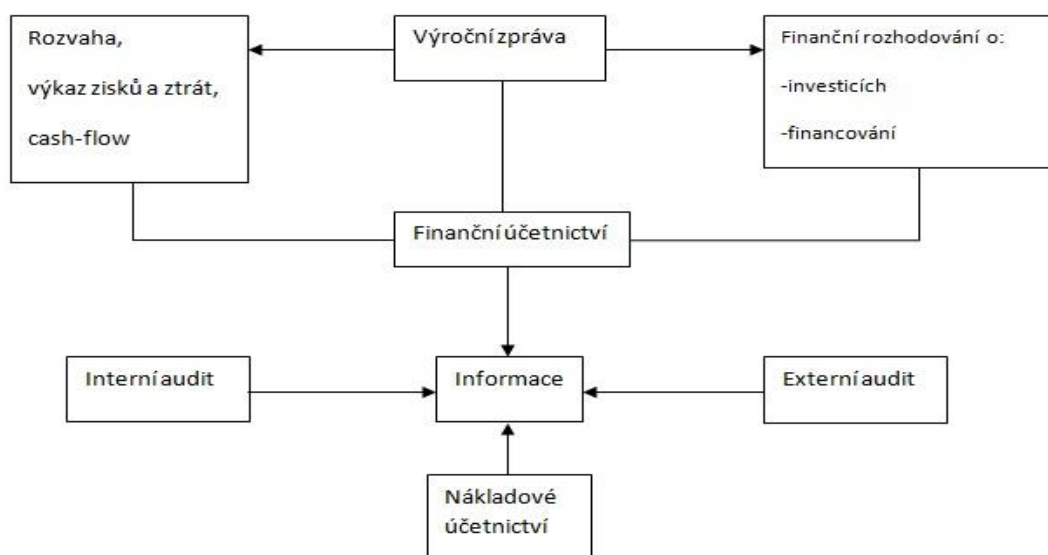 Rozvaha,
výkaz zisků a ztrát,
cash-flow
Výroční zpráva
Finanční rozhodování o:
-investicích
-financování
Finanční účetnictví
Interní audit
Informace
Externí audit
Nákladové
účetnictví